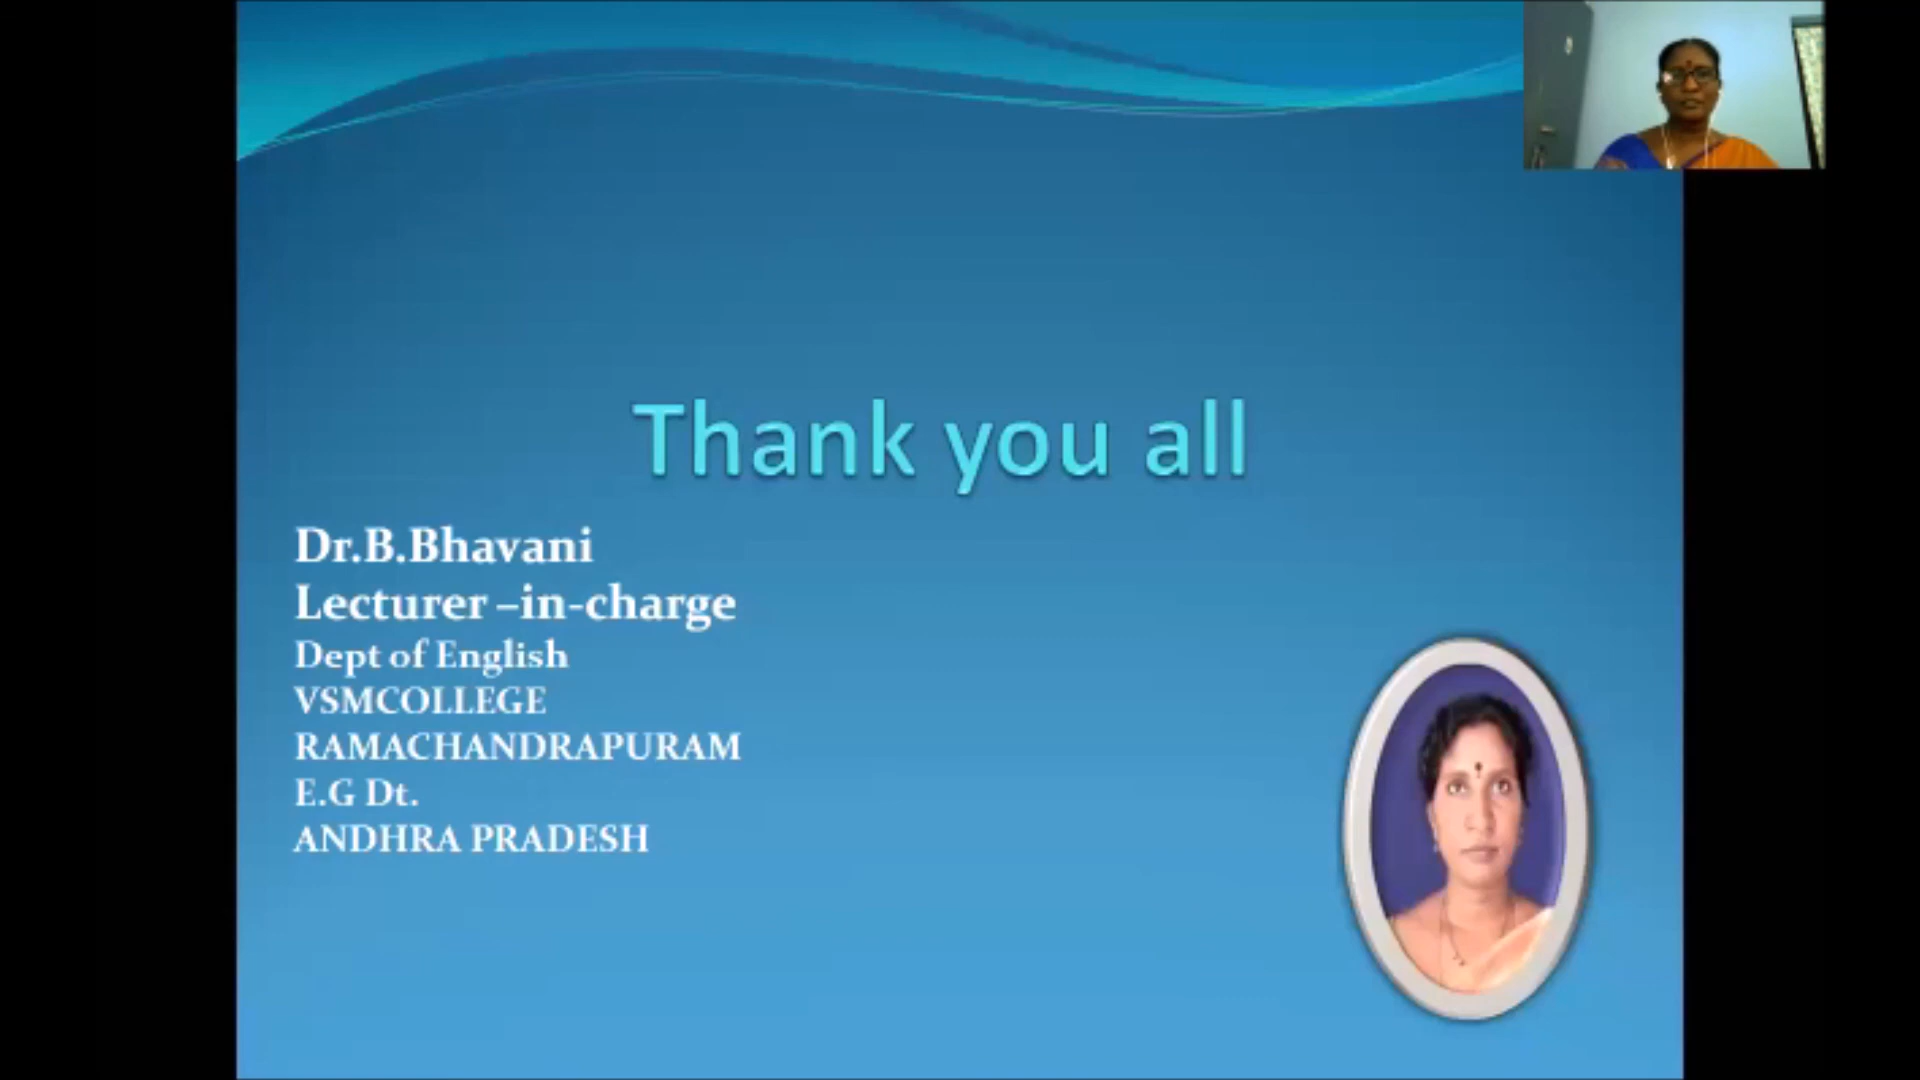 Thank you all
Dr.B.Bhavani
Lecturer –in-charge
Dept of English
VSMCOLLEGE
RAMACHANDRAPURAM
E.G Dt.
ANDHRA PRADESH